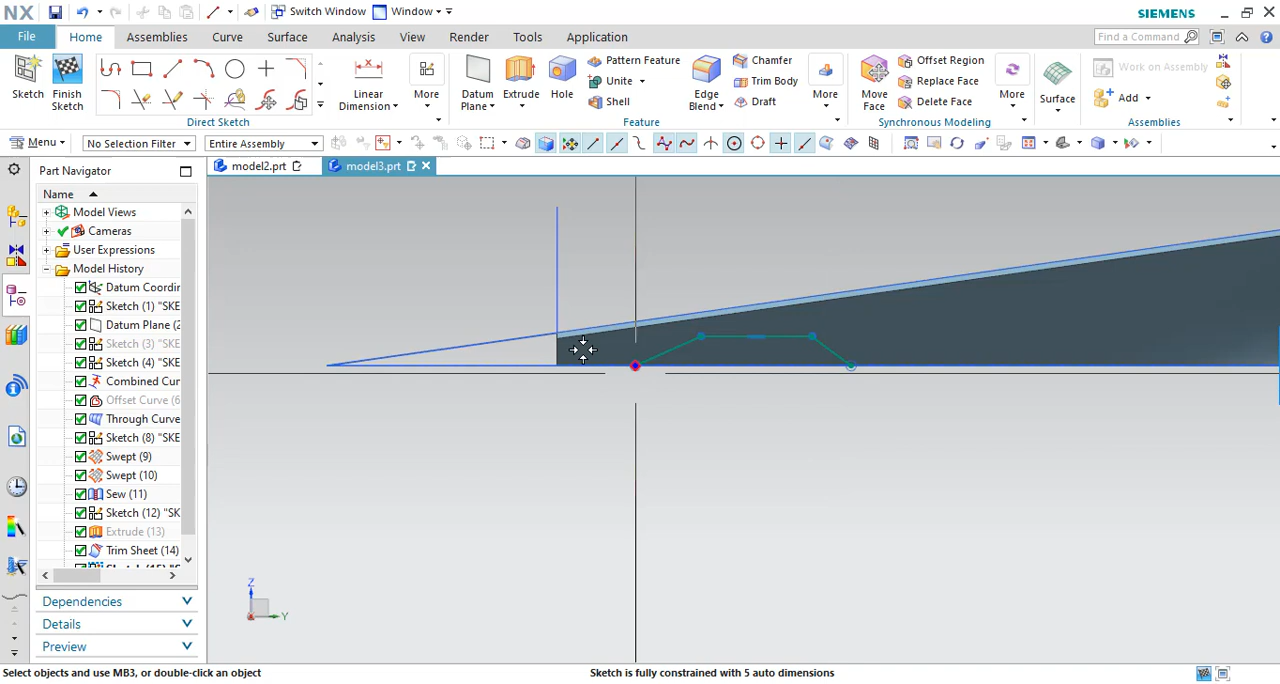 NX Switch Window Window SIEMENS
File Home Assemblies Curve Surface Analysis View Render Tools Application Find a Command
Sketch Finish Sketch Linear Dimension More Datum Plane Extrude Hole Pattern Feature Unite Shell Edge Blend Chamfer Trim Body Draft More Move Face Offset Region Replace Face Delete Face More Surface Work on Assembly Add
Direct Sketch Feature Synchronous Modeling Assemblies
Menu No Selection Filter Entire Assembly
Part Navigator model2.prt model3.prt
Name
Model Views
Cameras
User Expressions
Model History
Datum Coordin
Sketch (1) "SKE
Datum Plane (2
Sketch (3) "SKE
Sketch (4) "SKE
Combined Cur
Offset Curve (6
Through Curve
Sketch (8) "SKE
Swept (9)
Swept (10)
Sew (11)
Sketch (12) "SK
Extrude (13)
Trim Sheet (14)
Dependencies
Details
Preview
Z
Y
Select objects and use MB3, or double-click an object Sketch is fully constrained with 5 auto dimensions